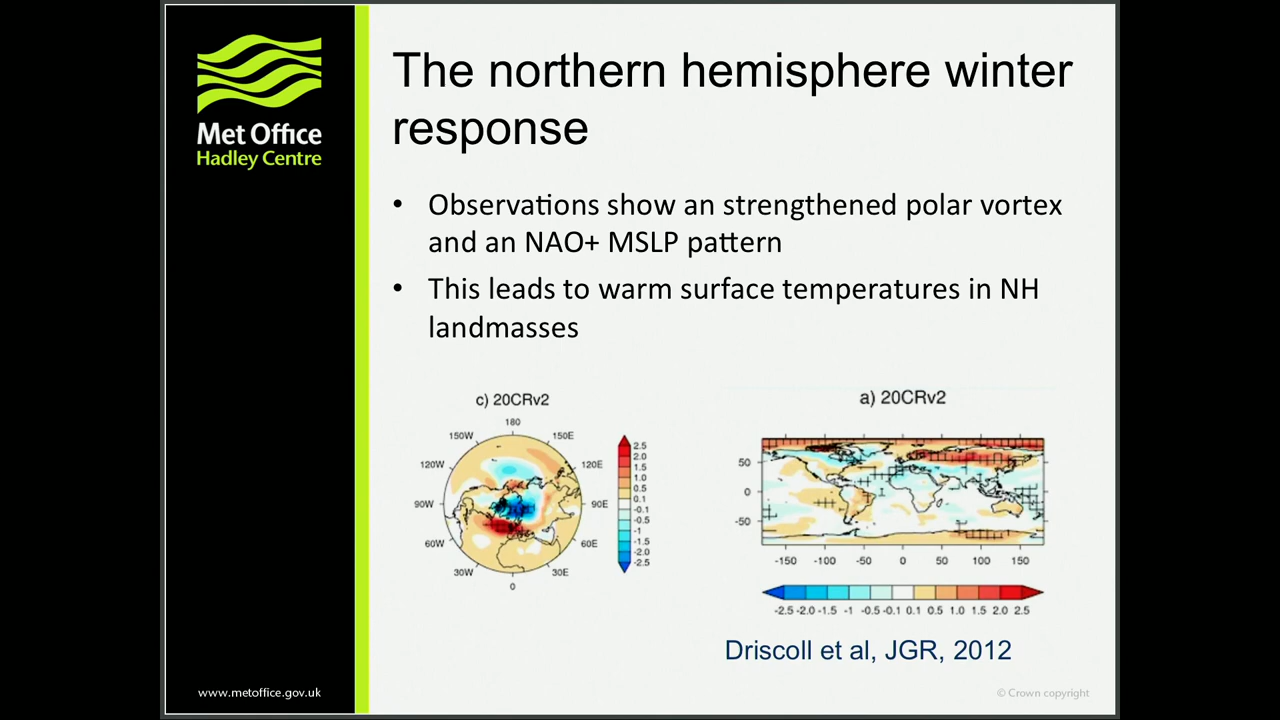 Met Office
Hadley Centre
The northern hemisphere winter
response
• Observations show an strengthened polar vortex
and an NAO+ MSLP pattern
• This leads to warm surface temperatures in NH
landmasses
c) 20CRv2
180
150W
150E
120W
120E
90W
90E
60W
60E
30W
30E
0
2.5
2.0
1.5
1.0
0.5
0.1
-0.1
-0.5
-1
-1.5
-2.0
-2.5
a) 20CRv2
50
0
-50
-150 -100 -50 0 50 100 150
-2.5 -2.0 -1.5 -1 -0.5 -0.1 0.1 0.5 1.0 1.5 2.0 2.5
Driscoll et al, JGR, 2012
www.metoffice.gov.uk
© Crown copyright